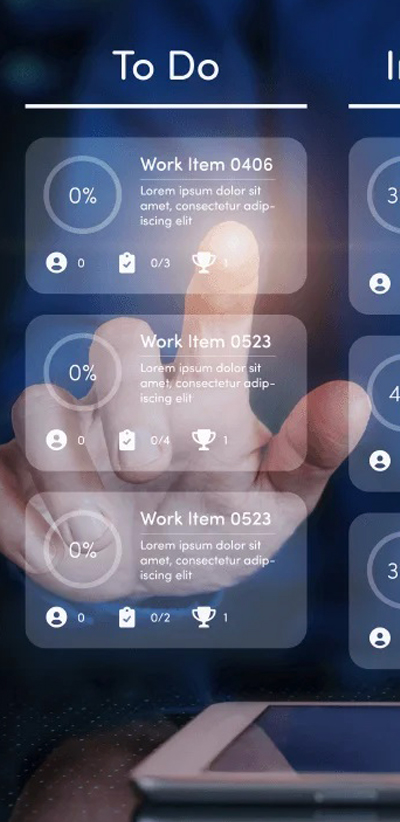 To Do
Work Item 0406
0%
Lorem ipsum dolor sit
amet, consectetur adip-
iscing elit
0 0/3 1
Work Item 0523
0%
Lorem ipsum dolor sit
amet, consectetur adip-
iscing elit
0 0/4 1
Work Item 0523
0%
Lorem ipsum dolor sit
amet, consectetur adip-
iscing elit
0 0/2 1